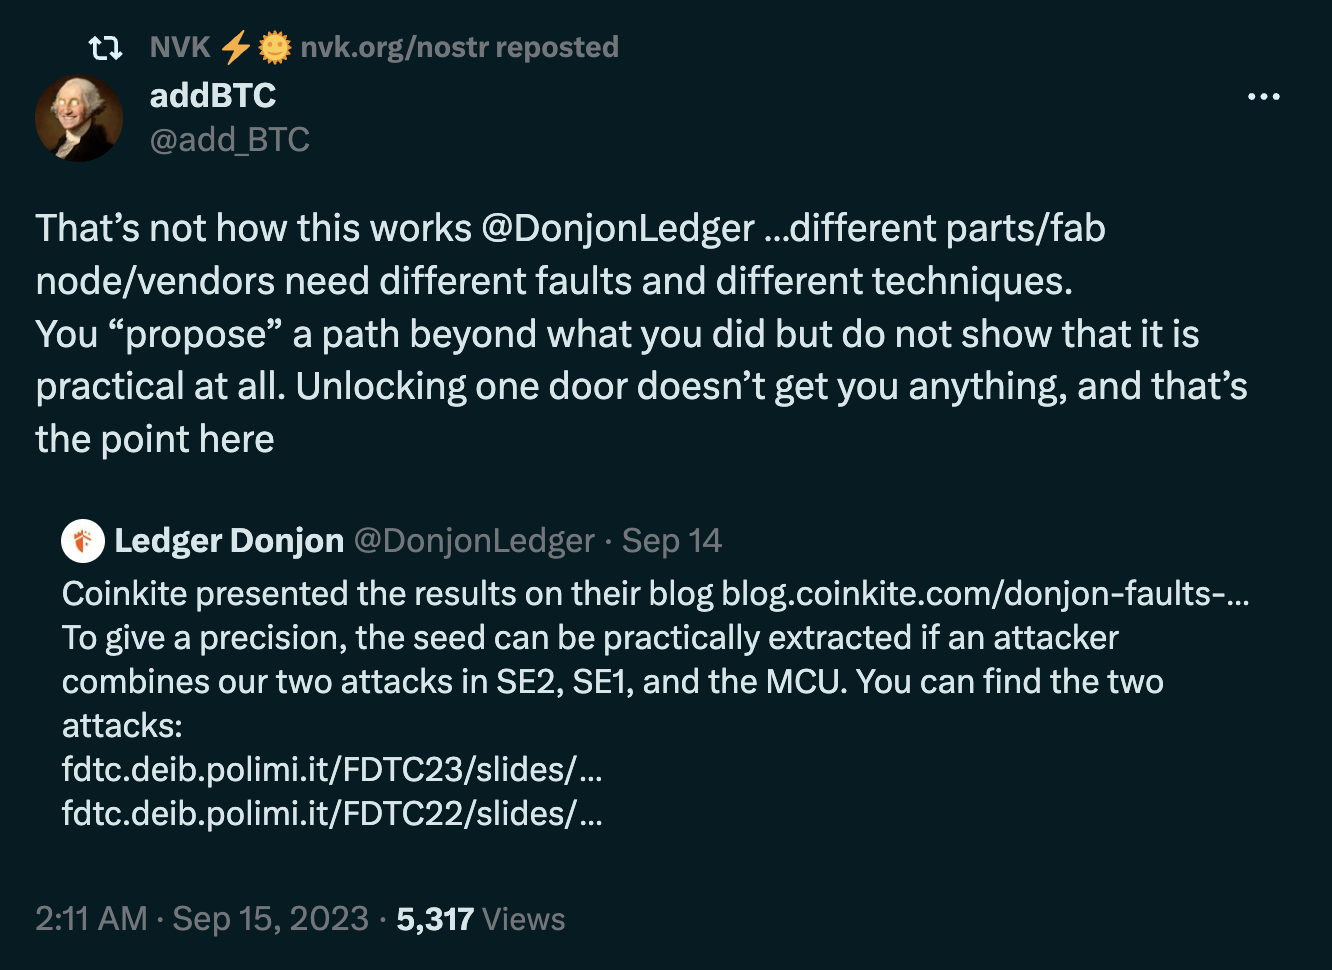 NVK ⚡🌞 nvk.org/nostr reposted
addBTC
@add_BTC
That’s not how this works @DonjonLedger ...different parts/fab
node/vendors need different faults and different techniques.
You “propose” a path beyond what you did but do not show that it is
practical at all. Unlocking one door doesn’t get you anything, and that’s
the point here
Ledger Donjon @DonjonLedger · Sep 14
Coinkite presented the results on their blog blog.coinkite.com/donjon-faults-...
To give a precision, the seed can be practically extracted if an attacker
combines our two attacks in SE2, SE1, and the MCU. You can find the two
attacks:
fdtc.deib.polimi.it/FDTC23/slides/...
fdtc.deib.polimi.it/FDTC22/slides/...
2:11 AM · Sep 15, 2023 · 5,317 Views